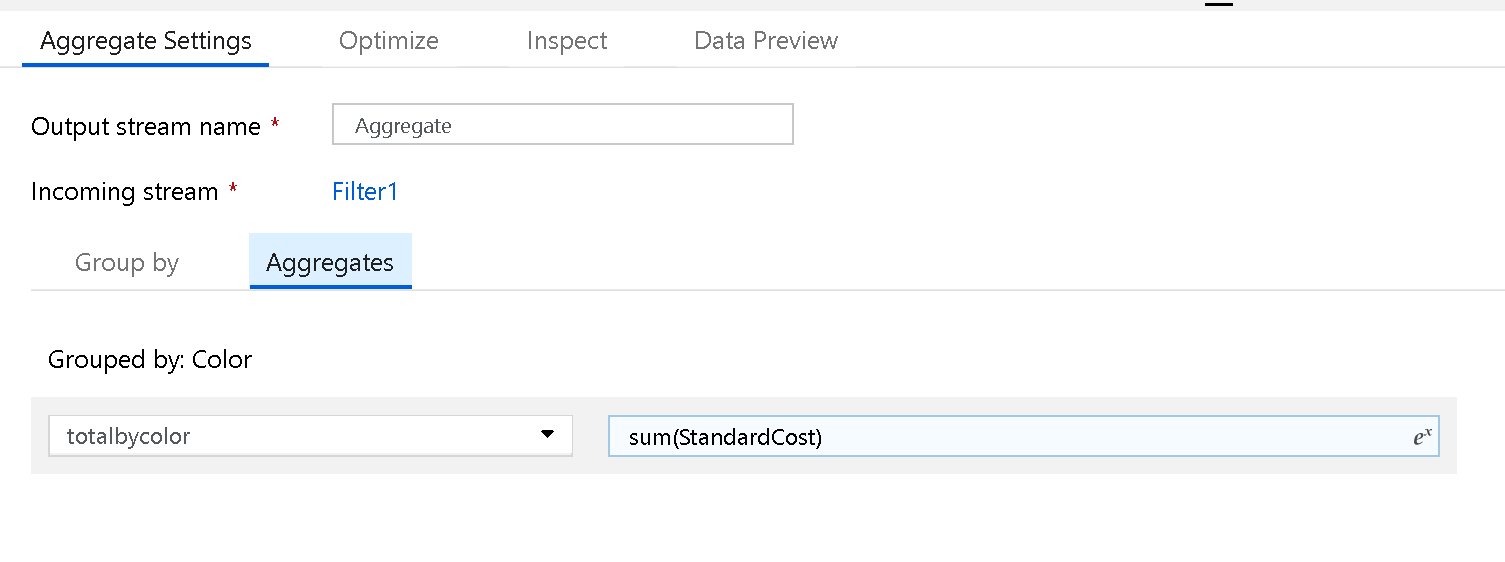 Aggregate Settings Optimize Inspect Data Preview
Output stream name * Aggregate
Incoming stream * Filter1
Group by Aggregates
Grouped by: Color
totalbycolor sum(StandardCost) eˣ